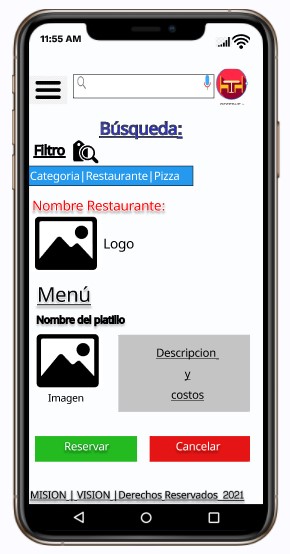 11:55 AM
Búsqueda:
Filtro
Categoria|Restaurante|Pizza
Nombre Restaurante:
Logo
Menú
Nombre del platillo
Descripcion
y
costos
Imagen
Reservar
Cancelar
MISION | VISION |Derechos Reservados 2021